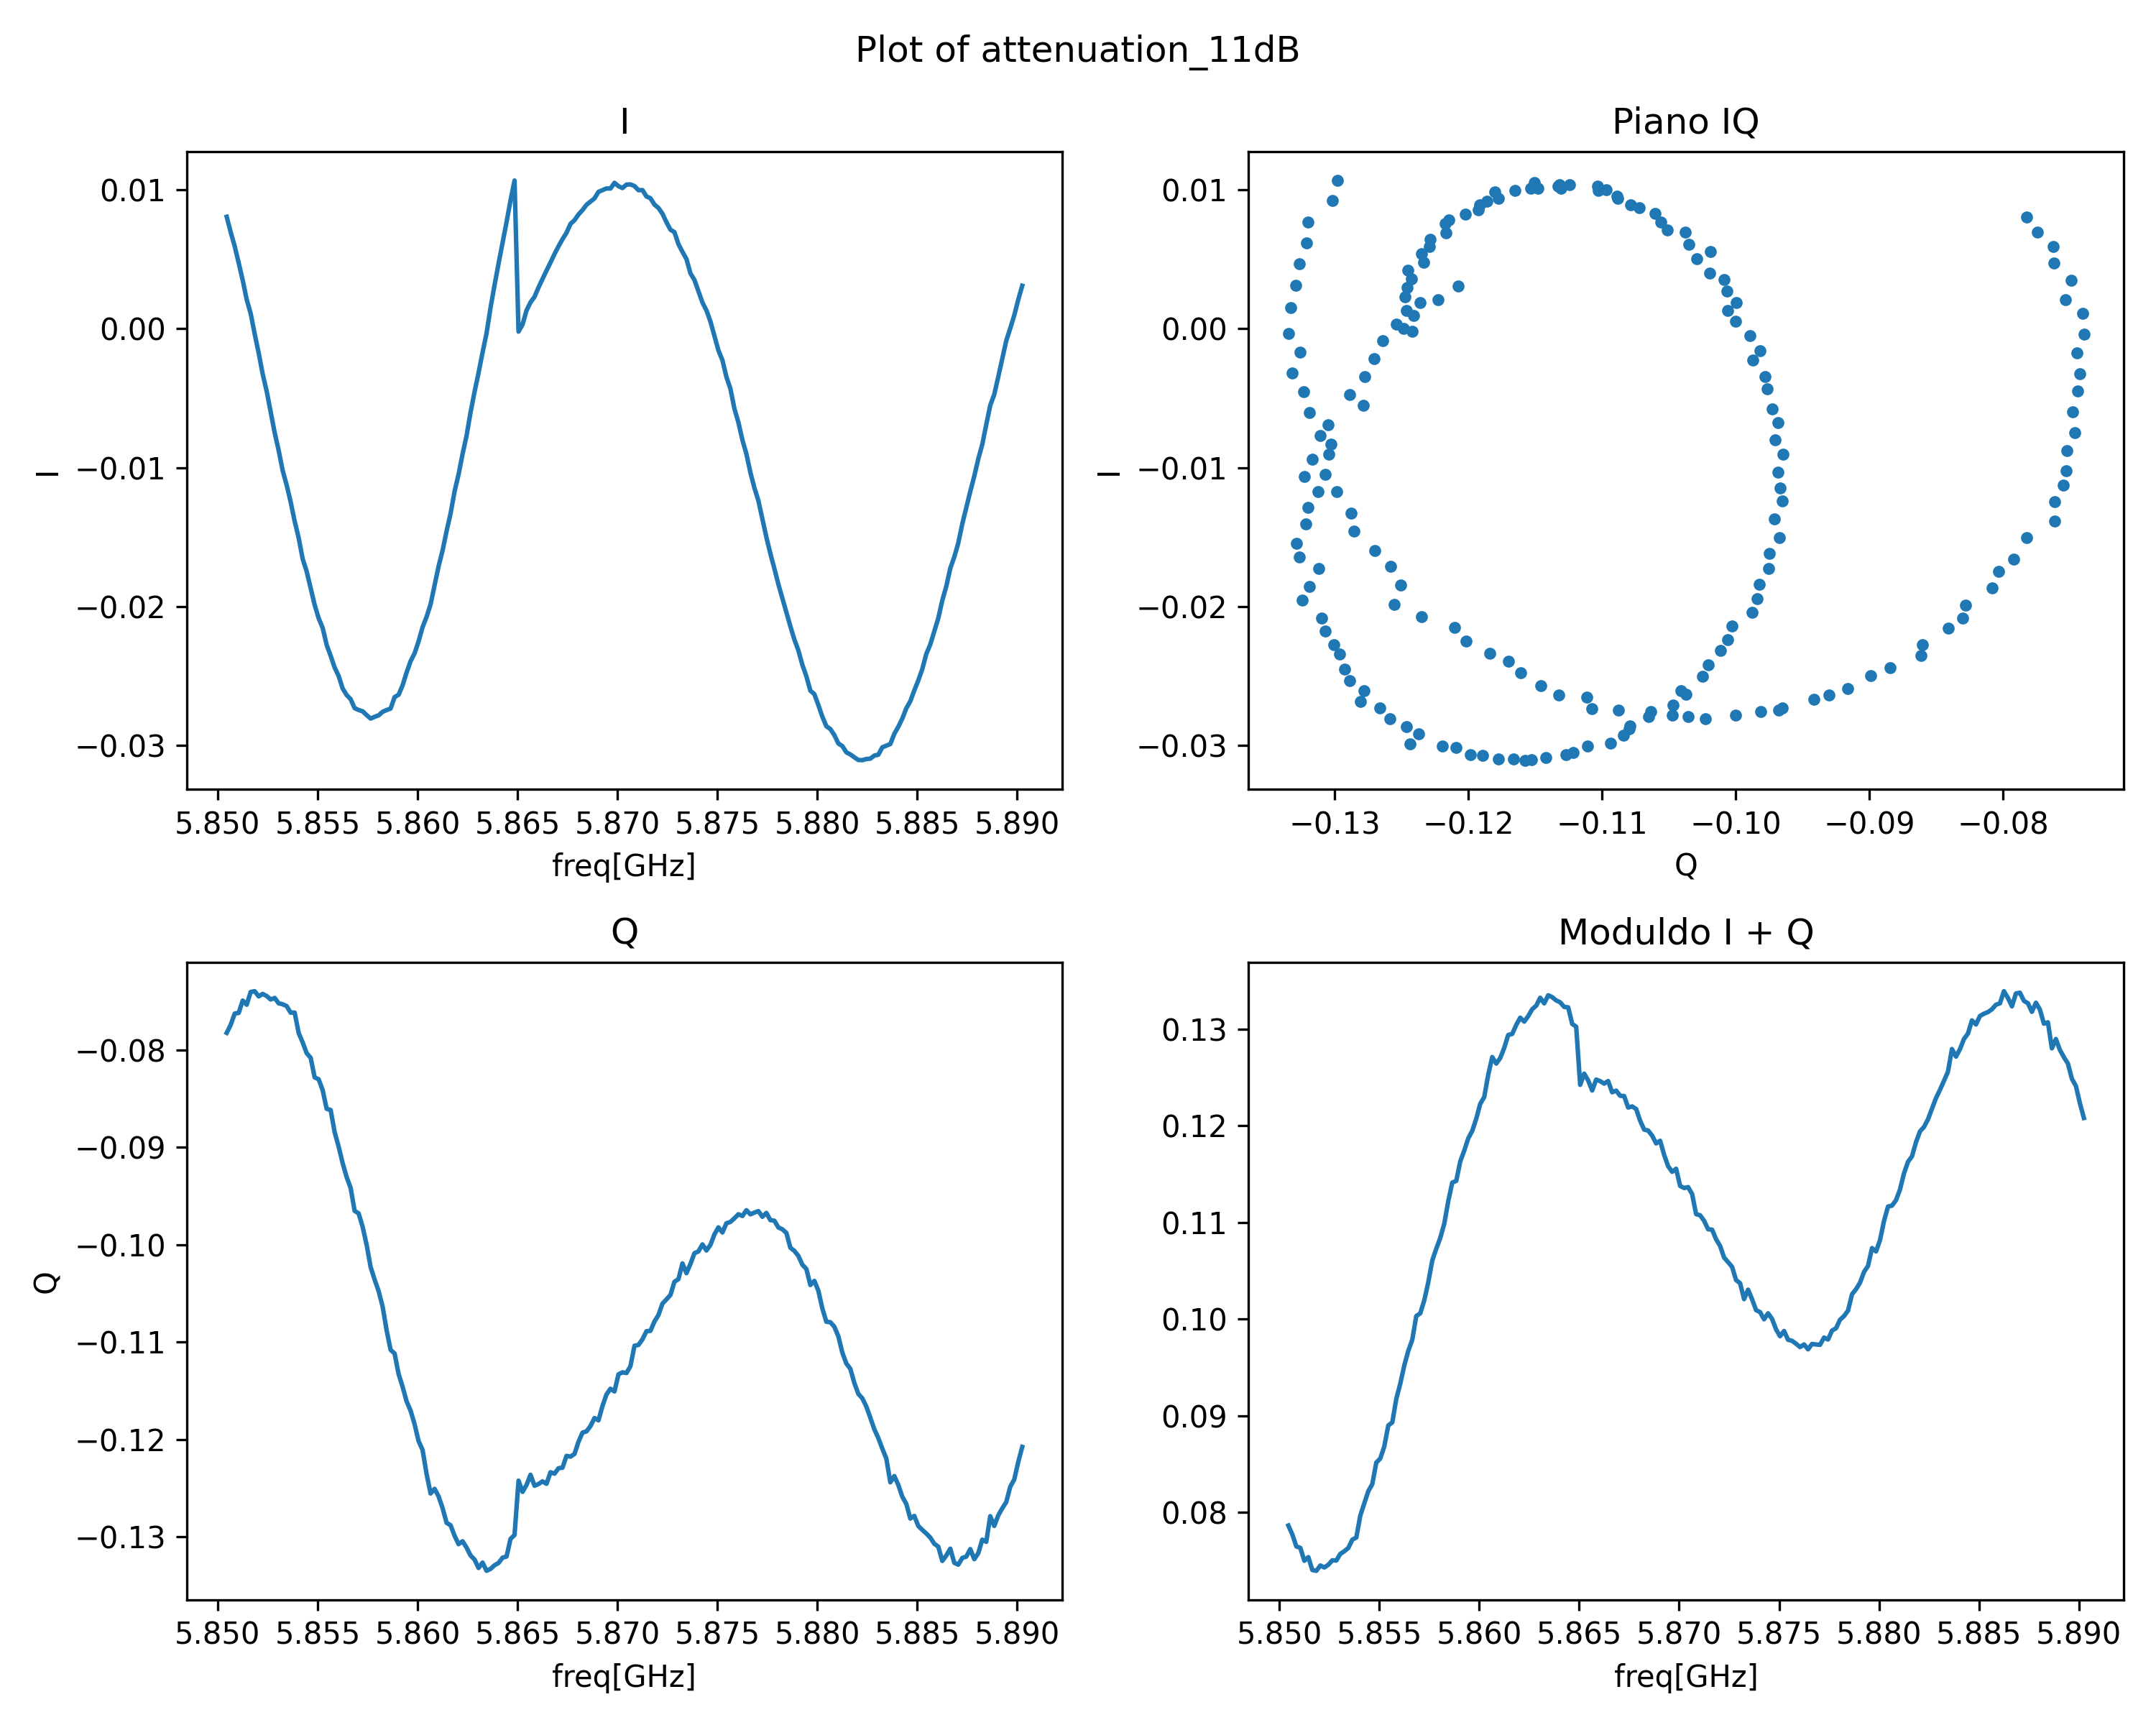 Plot of attenuation_11dB
I
0.01
0.00
−0.01
−0.02
−0.03
I
5.850 5.855 5.860 5.865 5.870 5.875 5.880 5.885 5.890
freq[GHz]
Piano IQ
0.01
0.00
−0.01
−0.02
−0.03
I
−0.13 −0.12 −0.11 −0.10 −0.09 −0.08
Q
Q
−0.08
−0.09
−0.10
−0.11
−0.12
−0.13
Q
5.850 5.855 5.860 5.865 5.870 5.875 5.880 5.885 5.890
freq[GHz]
Moduldo I + Q
0.13
0.12
0.11
0.10
0.09
0.08
5.850 5.855 5.860 5.865 5.870 5.875 5.880 5.885 5.890
freq[GHz]